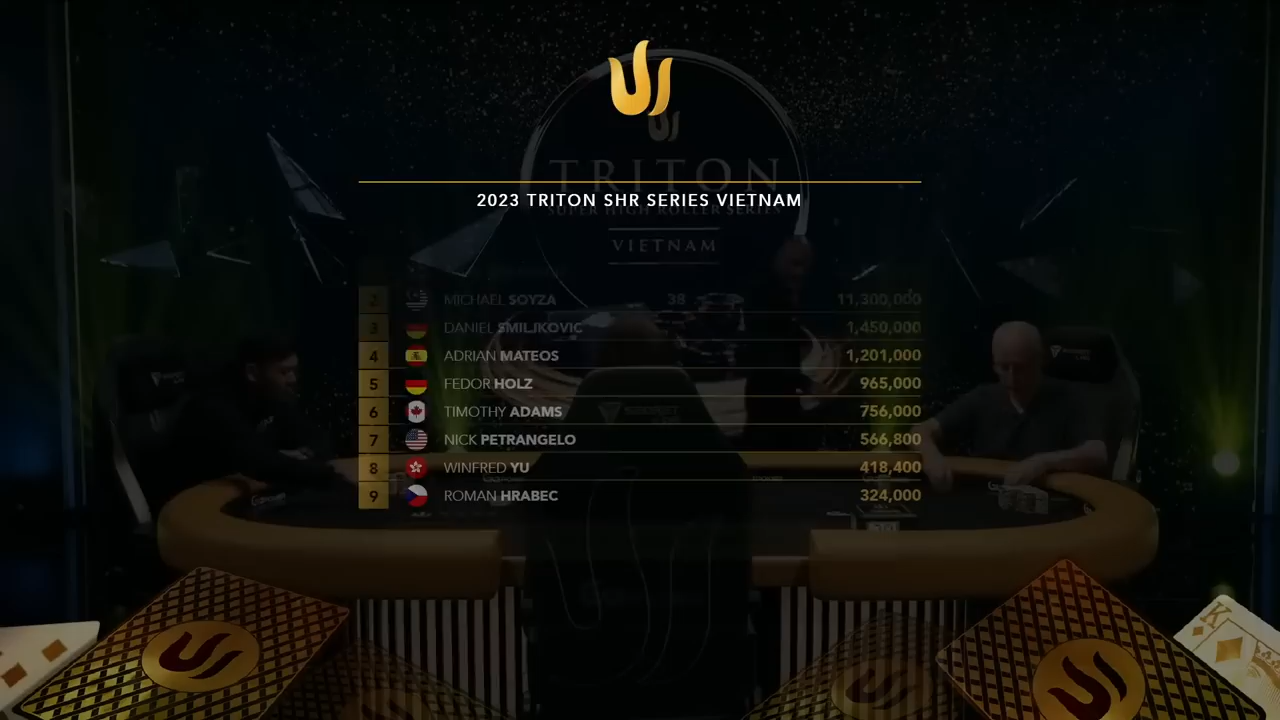 TRITON
2023 TRITON SHR SERIES VIETNAM
SUPER HIGH ROLLER SERIES
VIETNAM
2 MICHAEL SOYZA 38 11,300,000
3 DANIEL SMILJKOVIC 1,450,000
4 ADRIAN MATEOS 1,201,000
5 FEDOR HOLZ 965,000
6 TIMOTHY ADAMS 756,000
7 NICK PETRANGELO 566,800
8 WINFRED YU 418,400
9 ROMAN HRABEC 324,000
K